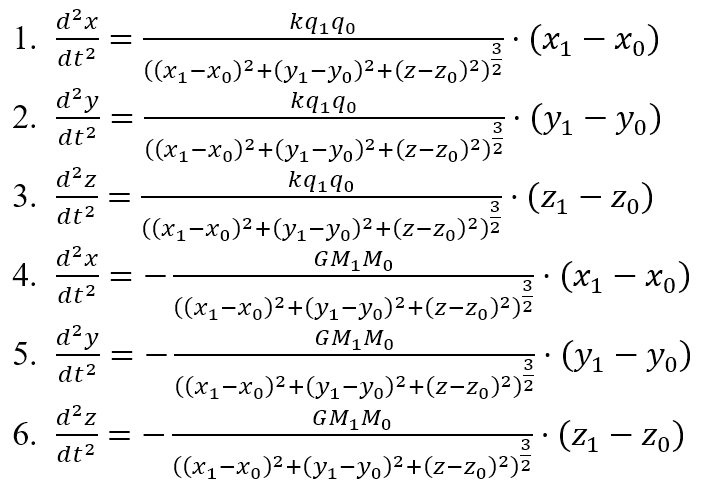 1. d²x/dt² = kq₁q₀/((x₁−x₀)²+(y₁−y₀)²+(z−z₀)²)^(3/2) · (x₁ − x₀)
2. d²y/dt² = kq₁q₀/((x₁−x₀)²+(y₁−y₀)²+(z−z₀)²)^(3/2) · (y₁ − y₀)
3. d²z/dt² = kq₁q₀/((x₁−x₀)²+(y₁−y₀)²+(z−z₀)²)^(3/2) · (z₁ − z₀)
4. d²x/dt² = − GM₁M₀/((x₁−x₀)²+(y₁−y₀)²+(z−z₀)²)^(3/2) · (x₁ − x₀)
5. d²y/dt² = − GM₁M₀/((x₁−x₀)²+(y₁−y₀)²+(z−z₀)²)^(3/2) · (y₁ − y₀)
6. d²z/dt² = − GM₁M₀/((x₁−x₀)²+(y₁−y₀)²+(z−z₀)²)^(3/2) · (z₁ − z₀)